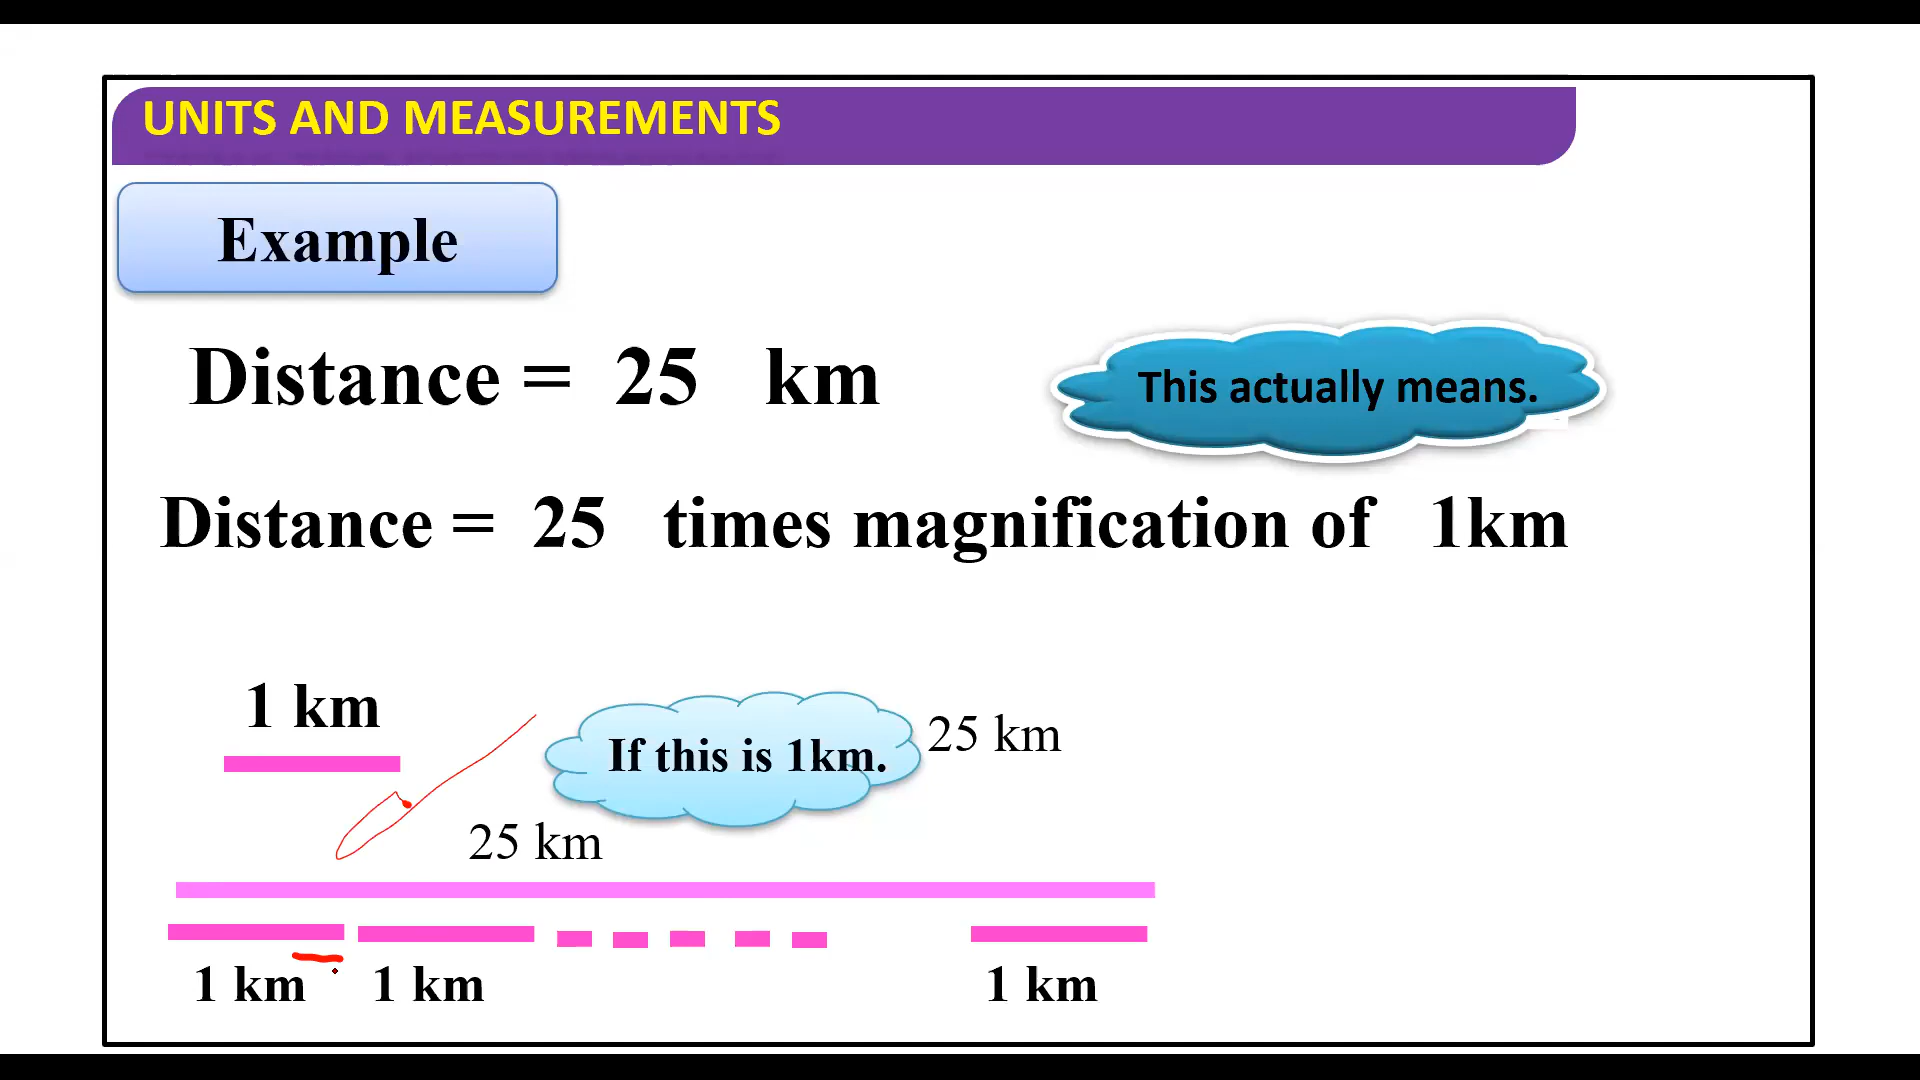 UNITS AND MEASUREMENTS
Example
Distance = 25 km
This actually means.
Distance = 25 times magnification of 1km
1 km
If this is 1km.
25 km
25 km
1 km 1 km 1 km